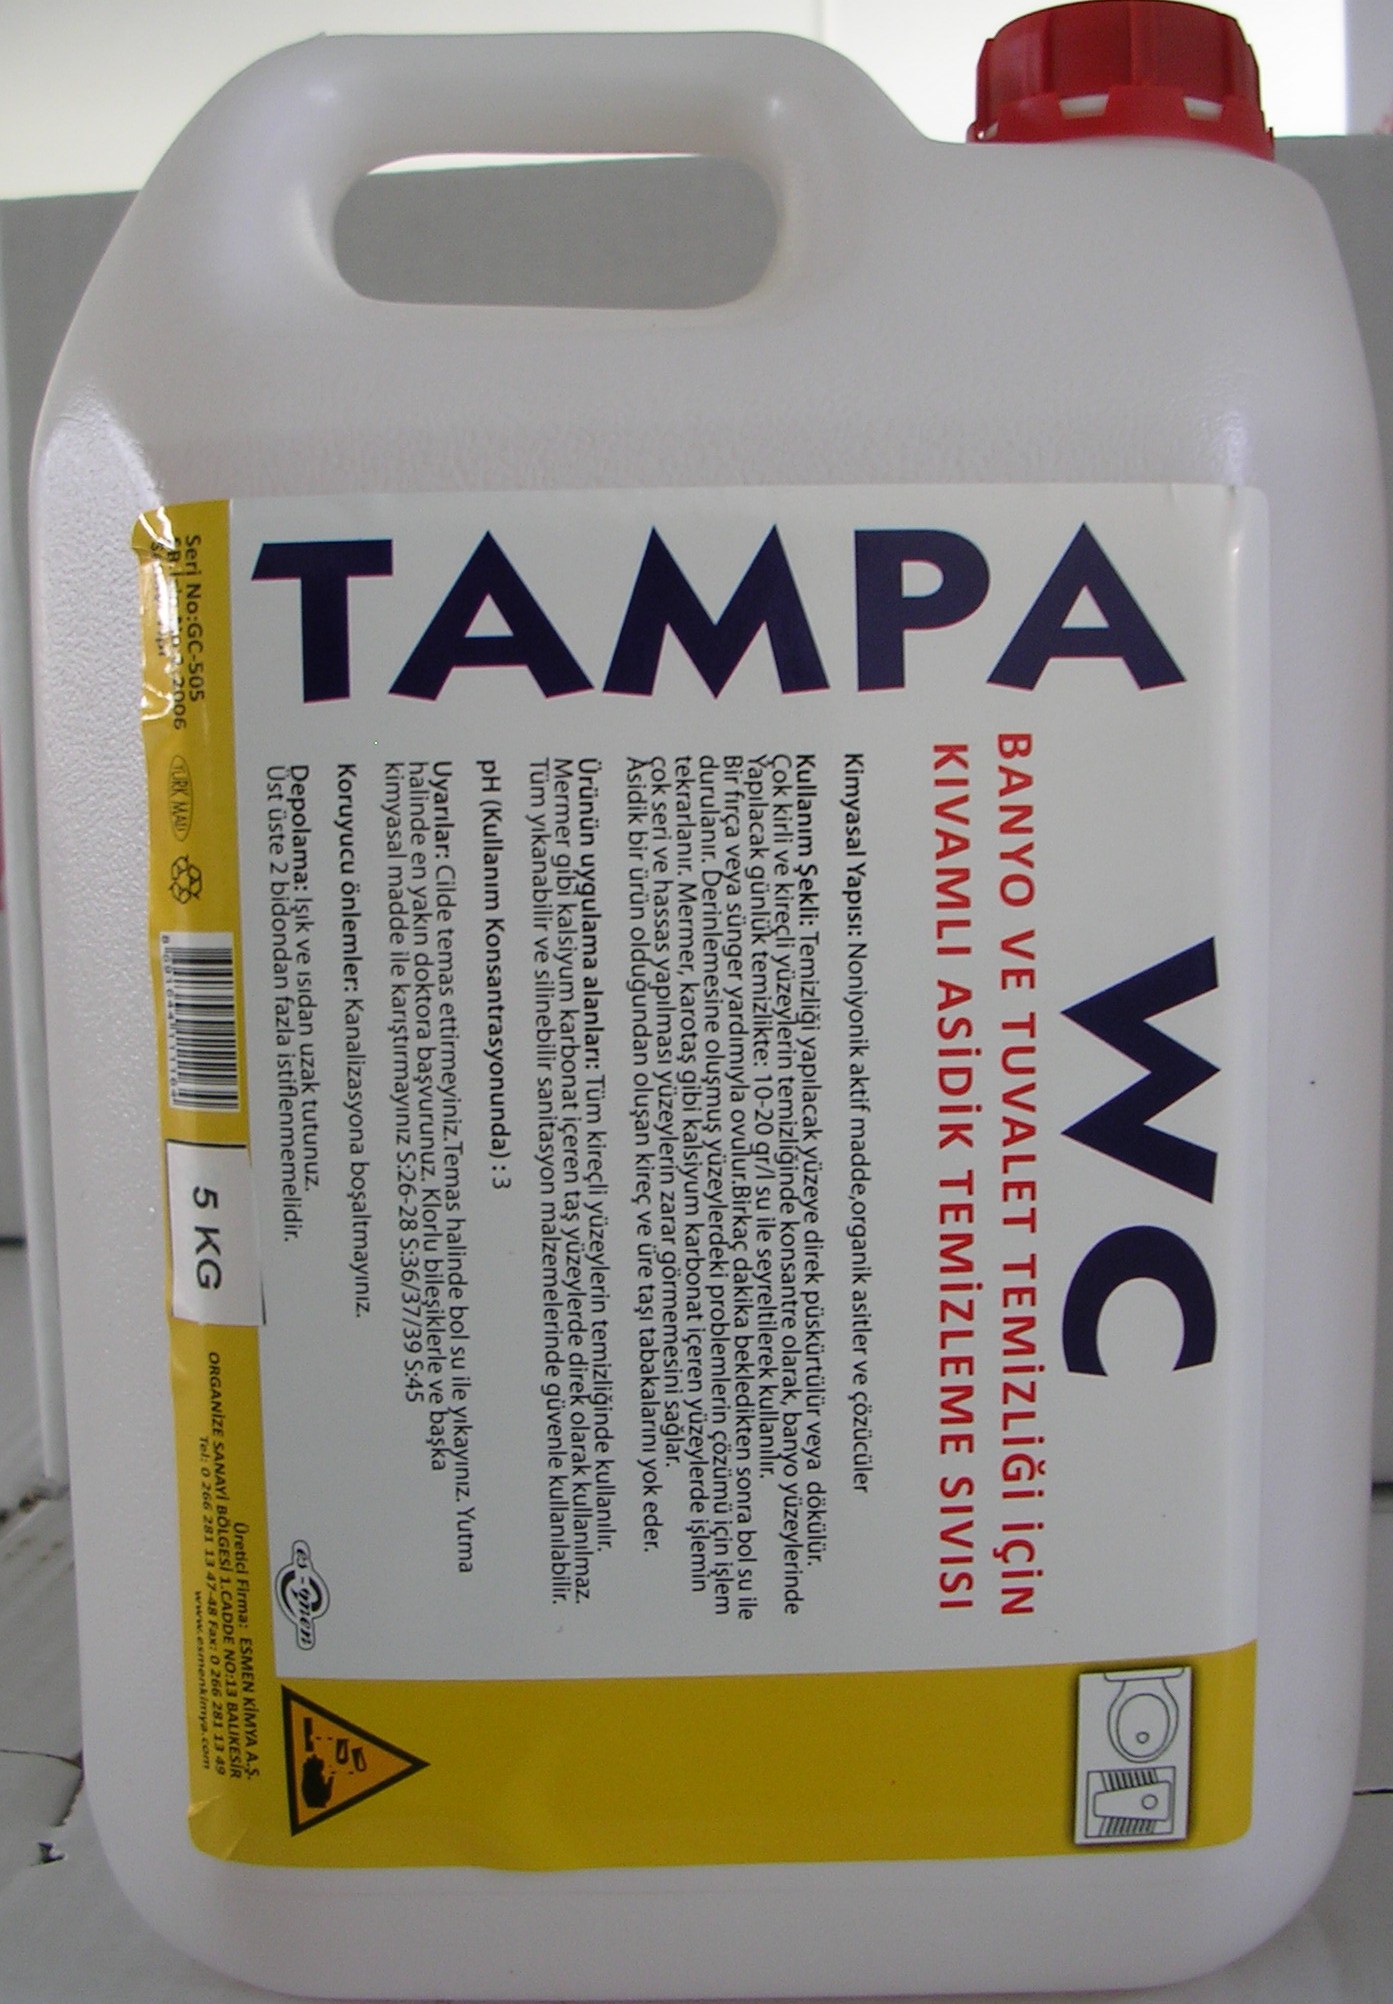 TAMPA
WC
BANYO VE TUVALET TEMİZLİĞİ İÇİN
KIVAMLI ASİDİK TEMİZLEME SIVISI
Kimyasal Yapısı: Noniyonik aktif madde,organik asitler ve çözücüler
Kullanım Şekli: Temizliği yapılacak yüzeye direk püskürtülür veya dökülür.
Çok kirli ve kireçli yüzeylerin temizliğinde konsantre olarak, banyo yüzeylerinde
Yapılacak günlük temizlikte: 10-20 gr/l su ile seyreltilerek kullanılır.
Bir fırça veya sünger yardımıyla ovulur.Birkaç dakika bekledikten sonra bol su ile
durulanır. Derinlemesine oluşmuş yüzeylerdeki problemlerin çözümü için işlem
tekrarlanır. Mermer, karotaş gibi kalsiyum karbonat içeren yüzeylerde işlemin
çok seri ve hassas yapılması yüzeylerin zarar görmemesini sağlar.
Asidik bir ürün olduğundan oluşan kireç ve üre taşı tabakalarını yok eder.
Ürünün uygulama alanları: Tüm kireçli yüzeylerin temizliğinde kullanılır.
Mermer gibi kalsiyum karbonat içeren taş yüzeylerde direk olarak kullanılmaz.
Tüm yıkanabilir ve silinebilir sanitasyon malzemelerinde güvenle kullanılabilir.
pH (Kullanım Konsantrasyonunda) : 3
Uyarılar: Cilde temas ettirmeyiniz.Temas halinde bol su ile yıkayınız. Yutma
halinde en yakın doktora başvurunuz. Klorlu bileşiklerle ve başka
kimyasal madde ile karıştırmayınız S:26-28 S:36/37/39 S:45
Koruyucu önlemler: Kanalizasyona boşaltmayınız.
Depolama: Işık ve ısıdan uzak tutunuz.
Üst üste 2 bidondan fazla istiflenmemelidir.
es-men
Seri No:GC-505
2006
TÜRK MALI
8 691644 111164
5 KG
Üretici Firma: ESMEN KİMYA A.Ş.
ORGANİZE SANAYİ BÖLGESİ 1.CADDE NO:13 BALIKESİR
Tel: 0 266 281 13 47-48 Fax: 0 266 281 13 49
www.esmenkimya.com